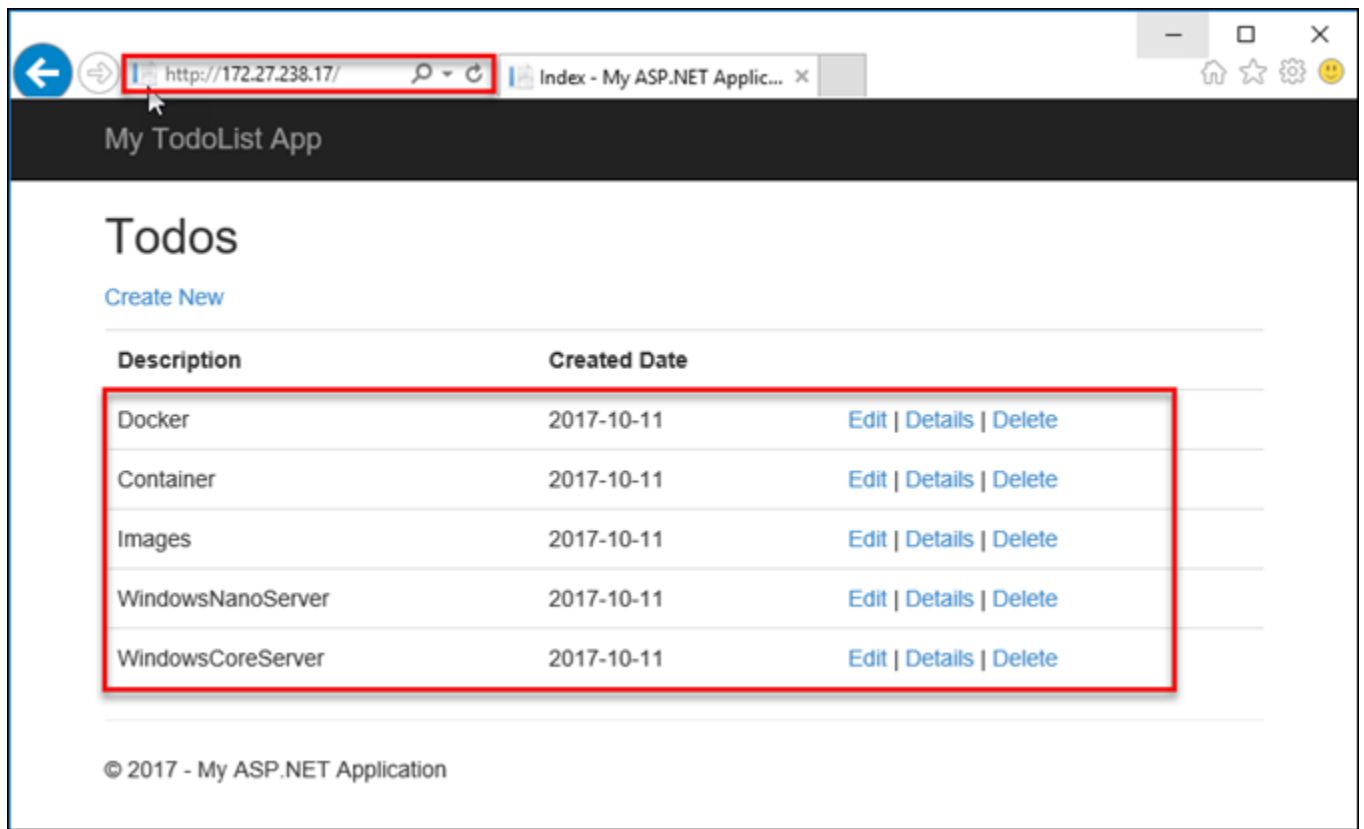 http://172.27.238.17/ Index - My ASP.NET Applic...
My TodoList App
Todos
Create New
Description Created Date
Docker 2017-10-11 Edit | Details | Delete
Container 2017-10-11 Edit | Details | Delete
Images 2017-10-11 Edit | Details | Delete
WindowsNanoServer 2017-10-11 Edit | Details | Delete
WindowsCoreServer 2017-10-11 Edit | Details | Delete
© 2017 - My ASP.NET Application